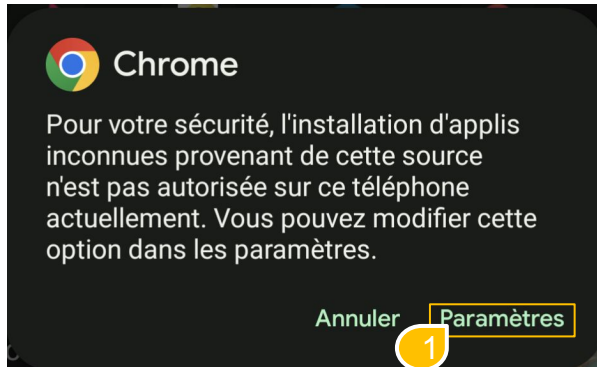 Chrome
Pour votre sécurité, l'installation d'applis
inconnues provenant de cette source
n'est pas autorisée sur ce téléphone
actuellement. Vous pouvez modifier cette
option dans les paramètres.
Annuler Paramètres
1